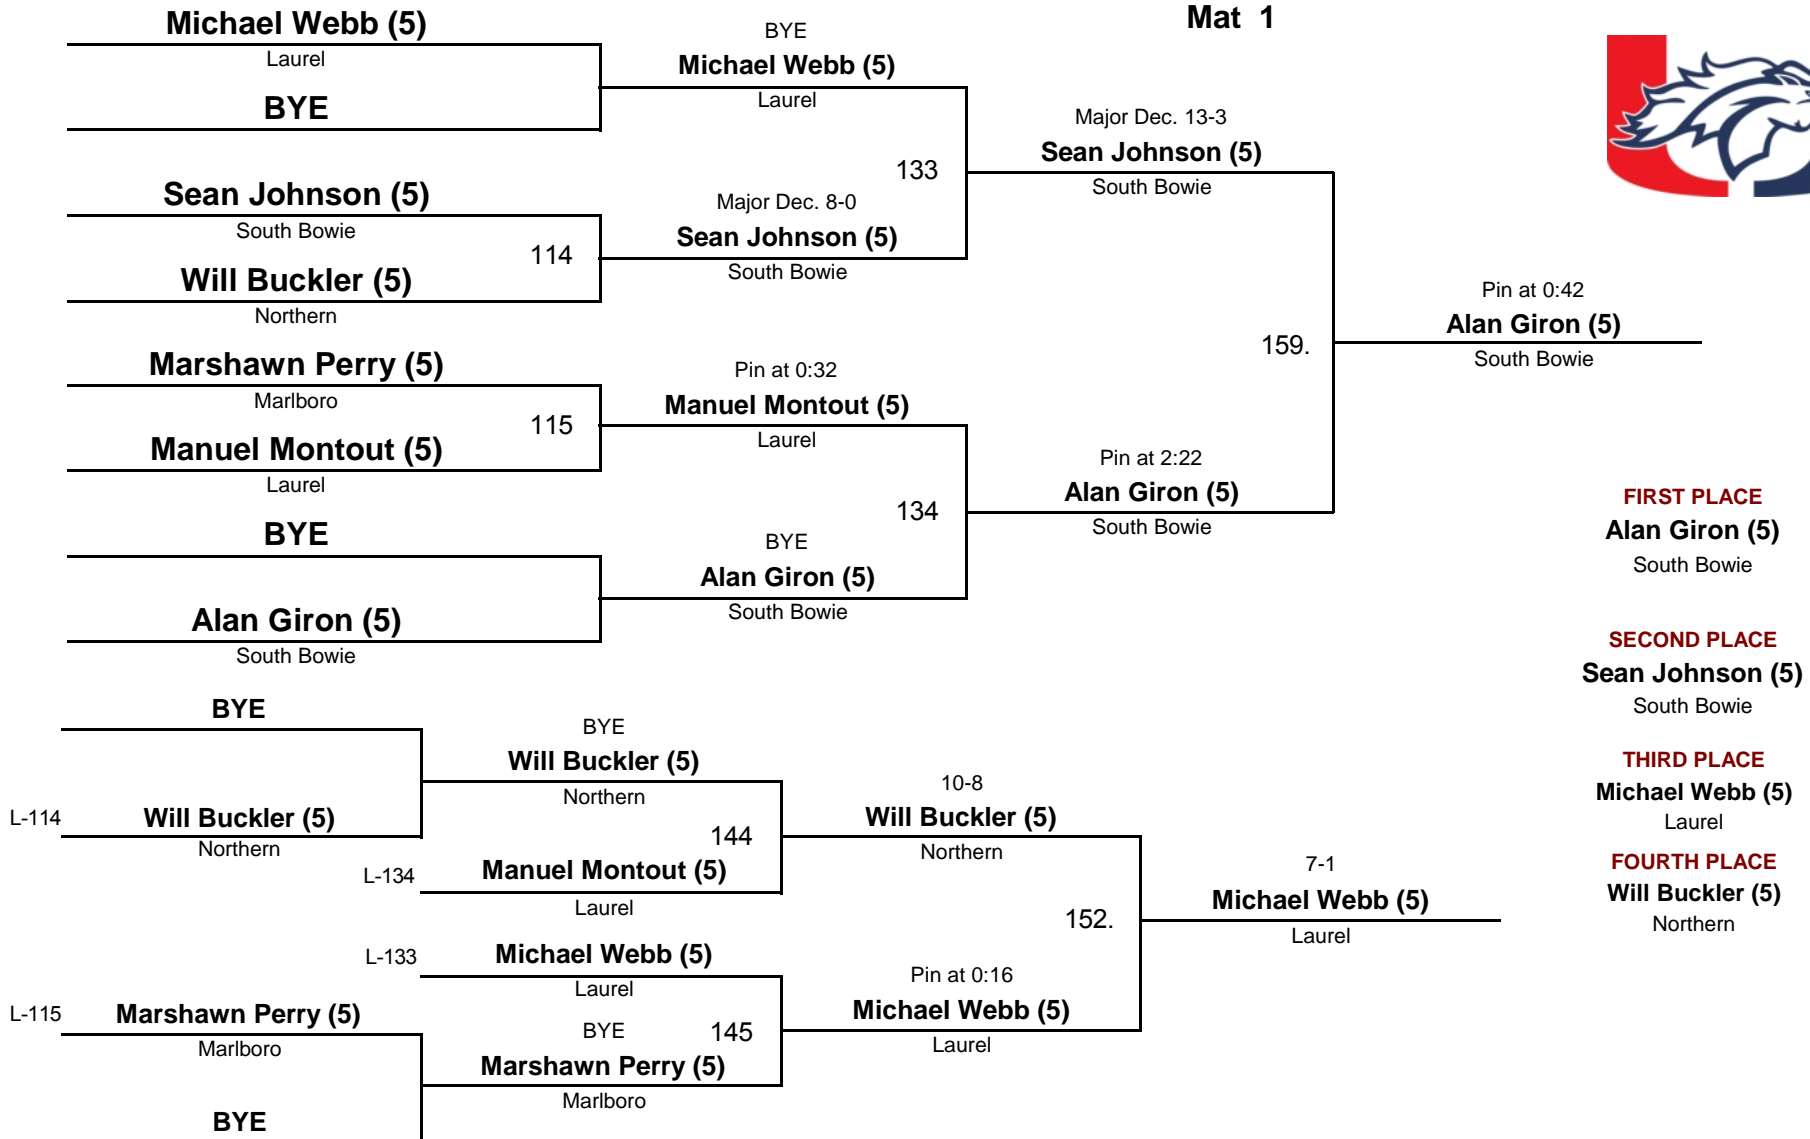 Mat 1
Michael Webb (5)
Laurel
BYE
Sean Johnson (5)
South Bowie
114
Will Buckler (5)
Northern
Marshawn Perry (5)
Marlboro
115
Manuel Montout (5)
Laurel
BYE
Alan Giron (5)
South Bowie
BYE
Michael Webb (5)
Laurel
133
Major Dec. 8-0
Sean Johnson (5)
South Bowie
Pin at 0:32
Manuel Montout (5)
Laurel
134
BYE
Alan Giron (5)
South Bowie
Major Dec. 13-3
Sean Johnson (5)
South Bowie
159.
Pin at 2:22
Alan Giron (5)
South Bowie
Pin at 0:42
Alan Giron (5)
South Bowie
BYE
L-114
Will Buckler (5)
Northern
L-115
Marshawn Perry (5)
Marlboro
BYE
BYE
Will Buckler (5)
Northern
144
L-134
Manuel Montout (5)
Laurel
L-133
Michael Webb (5)
Laurel
BYE
145
Marshawn Perry (5)
Marlboro
10-8
Will Buckler (5)
Northern
152.
Pin at 0:16
Michael Webb (5)
Laurel
7-1
Michael Webb (5)
Laurel
FIRST PLACE
Alan Giron (5)
South Bowie
SECOND PLACE
Sean Johnson (5)
South Bowie
THIRD PLACE
Michael Webb (5)
Laurel
FOURTH PLACE
Will Buckler (5)
Northern